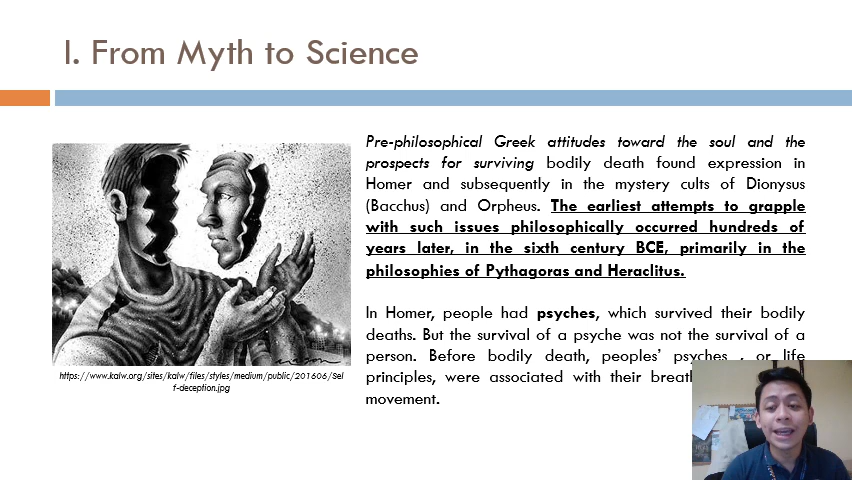 I. From Myth to Science
Pre-philosophical Greek attitudes toward the soul and the
prospects for surviving bodily death found expression in
Homer and subsequently in the mystery cults of Dionysus
(Bacchus) and Orpheus. The earliest attempts to grapple
with such issues philosophically occurred hundreds of
years later, in the sixth century BCE, primarily in the
philosophies of Pythagoras and Heraclitus.
In Homer, people had psyches, which survived their bodily
deaths. But the survival of a psyche was not the survival of a
person. Before bodily death, peoples' psyches , or life
principles, were associated with their
movement.
https://www.kalw.org/sites/kalw/files/styles/medium/public/201606/Sel
f-deception.jpg